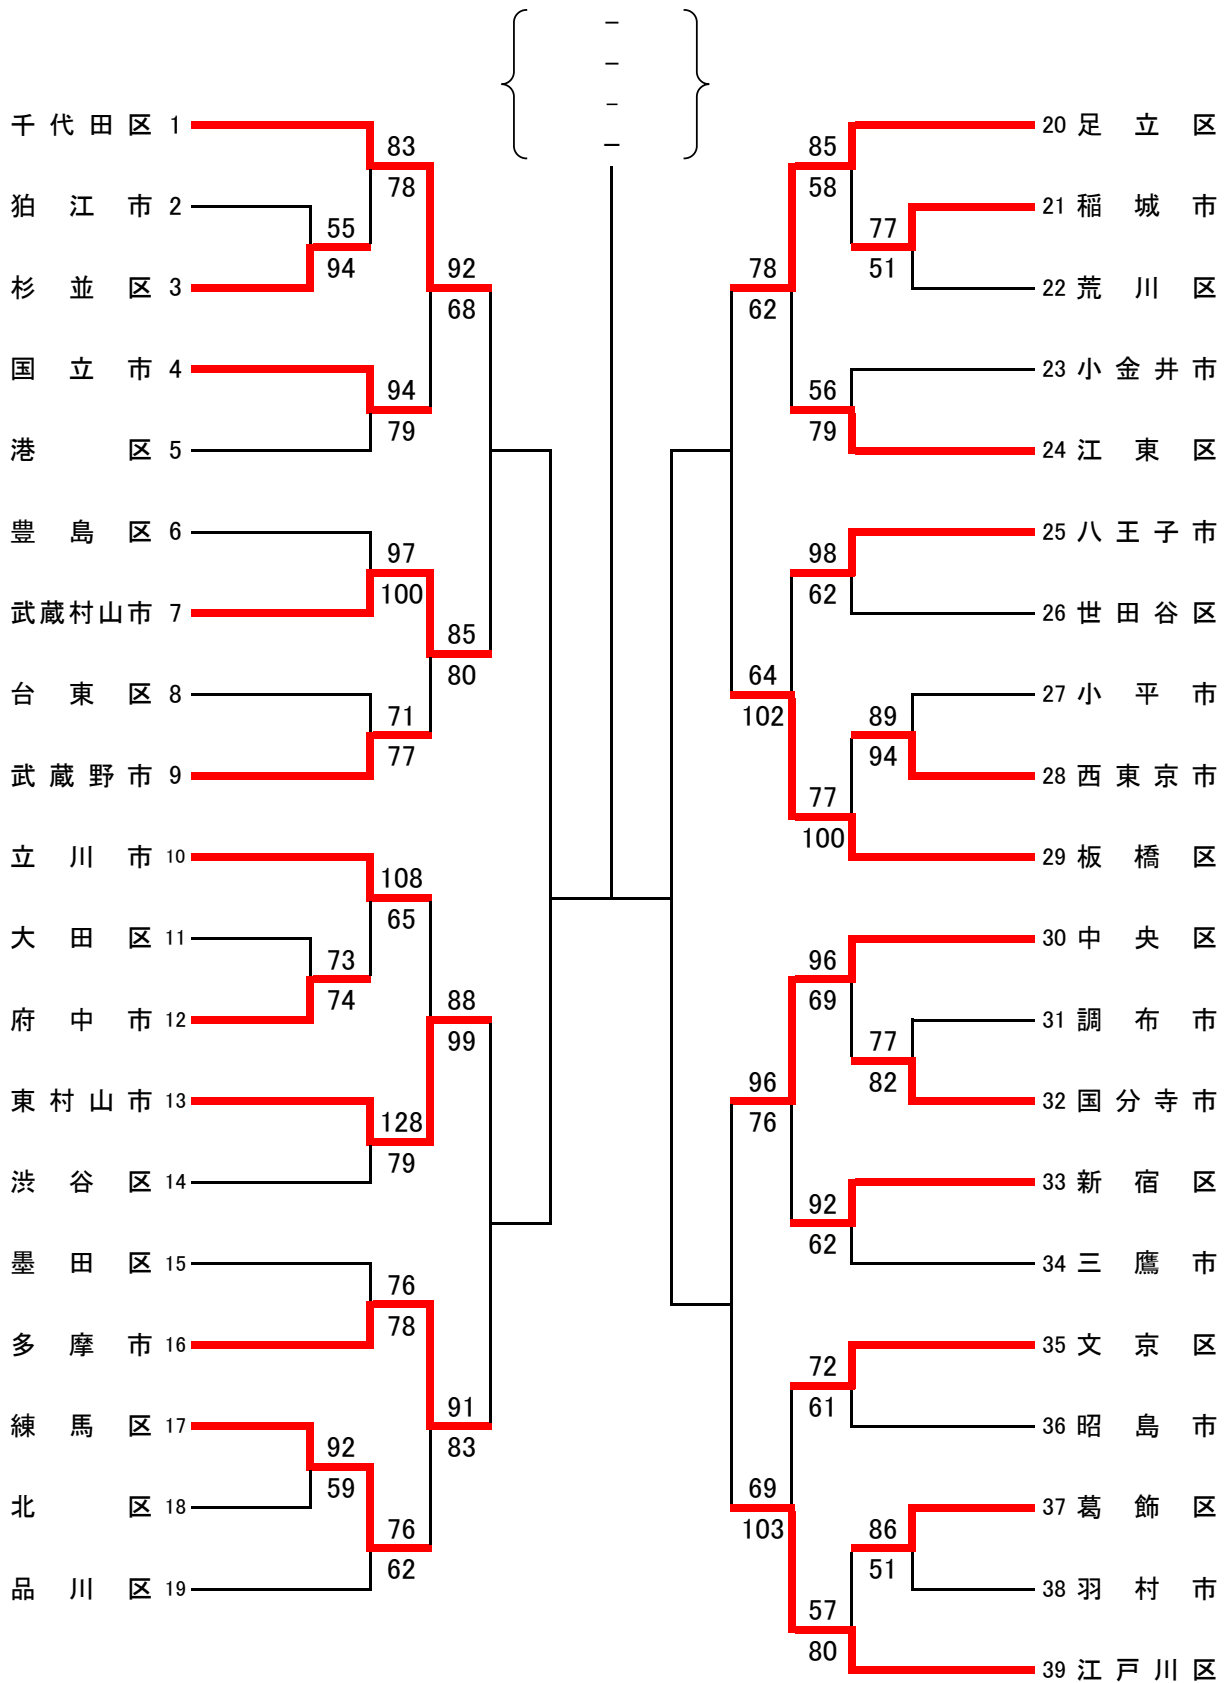 -
-
-
-
千代田区 1
狛江市 2
杉並区 3
国立市 4
港区 5
豊島区 6
武蔵村山市 7
台東区 8
武蔵野市 9
立川市 10
大田区 11
府中市 12
東村山市 13
渋谷区 14
墨田区 15
多摩市 16
練馬区 17
北区 18
品川区 19
55
94
73
74
92
59
83
78
94
79
97
100
71
77
108
65
128
79
76
78
76
62
92
68
85
80
88
99
91
83
78
62
64
102
96
76
69
103
85
58
56
79
98
62
77
100
96
69
92
62
72
61
57
80
77
51
89
94
77
82
86
51
20 足立区
21 稲城市
22 荒川区
23 小金井市
24 江東区
25 八王子市
26 世田谷区
27 小平市
28 西東京市
29 板橋区
30 中央区
31 調布市
32 国分寺市
33 新宿区
34 三鷹市
35 文京区
36 昭島市
37 葛飾区
38 羽村市
39 江戸川区